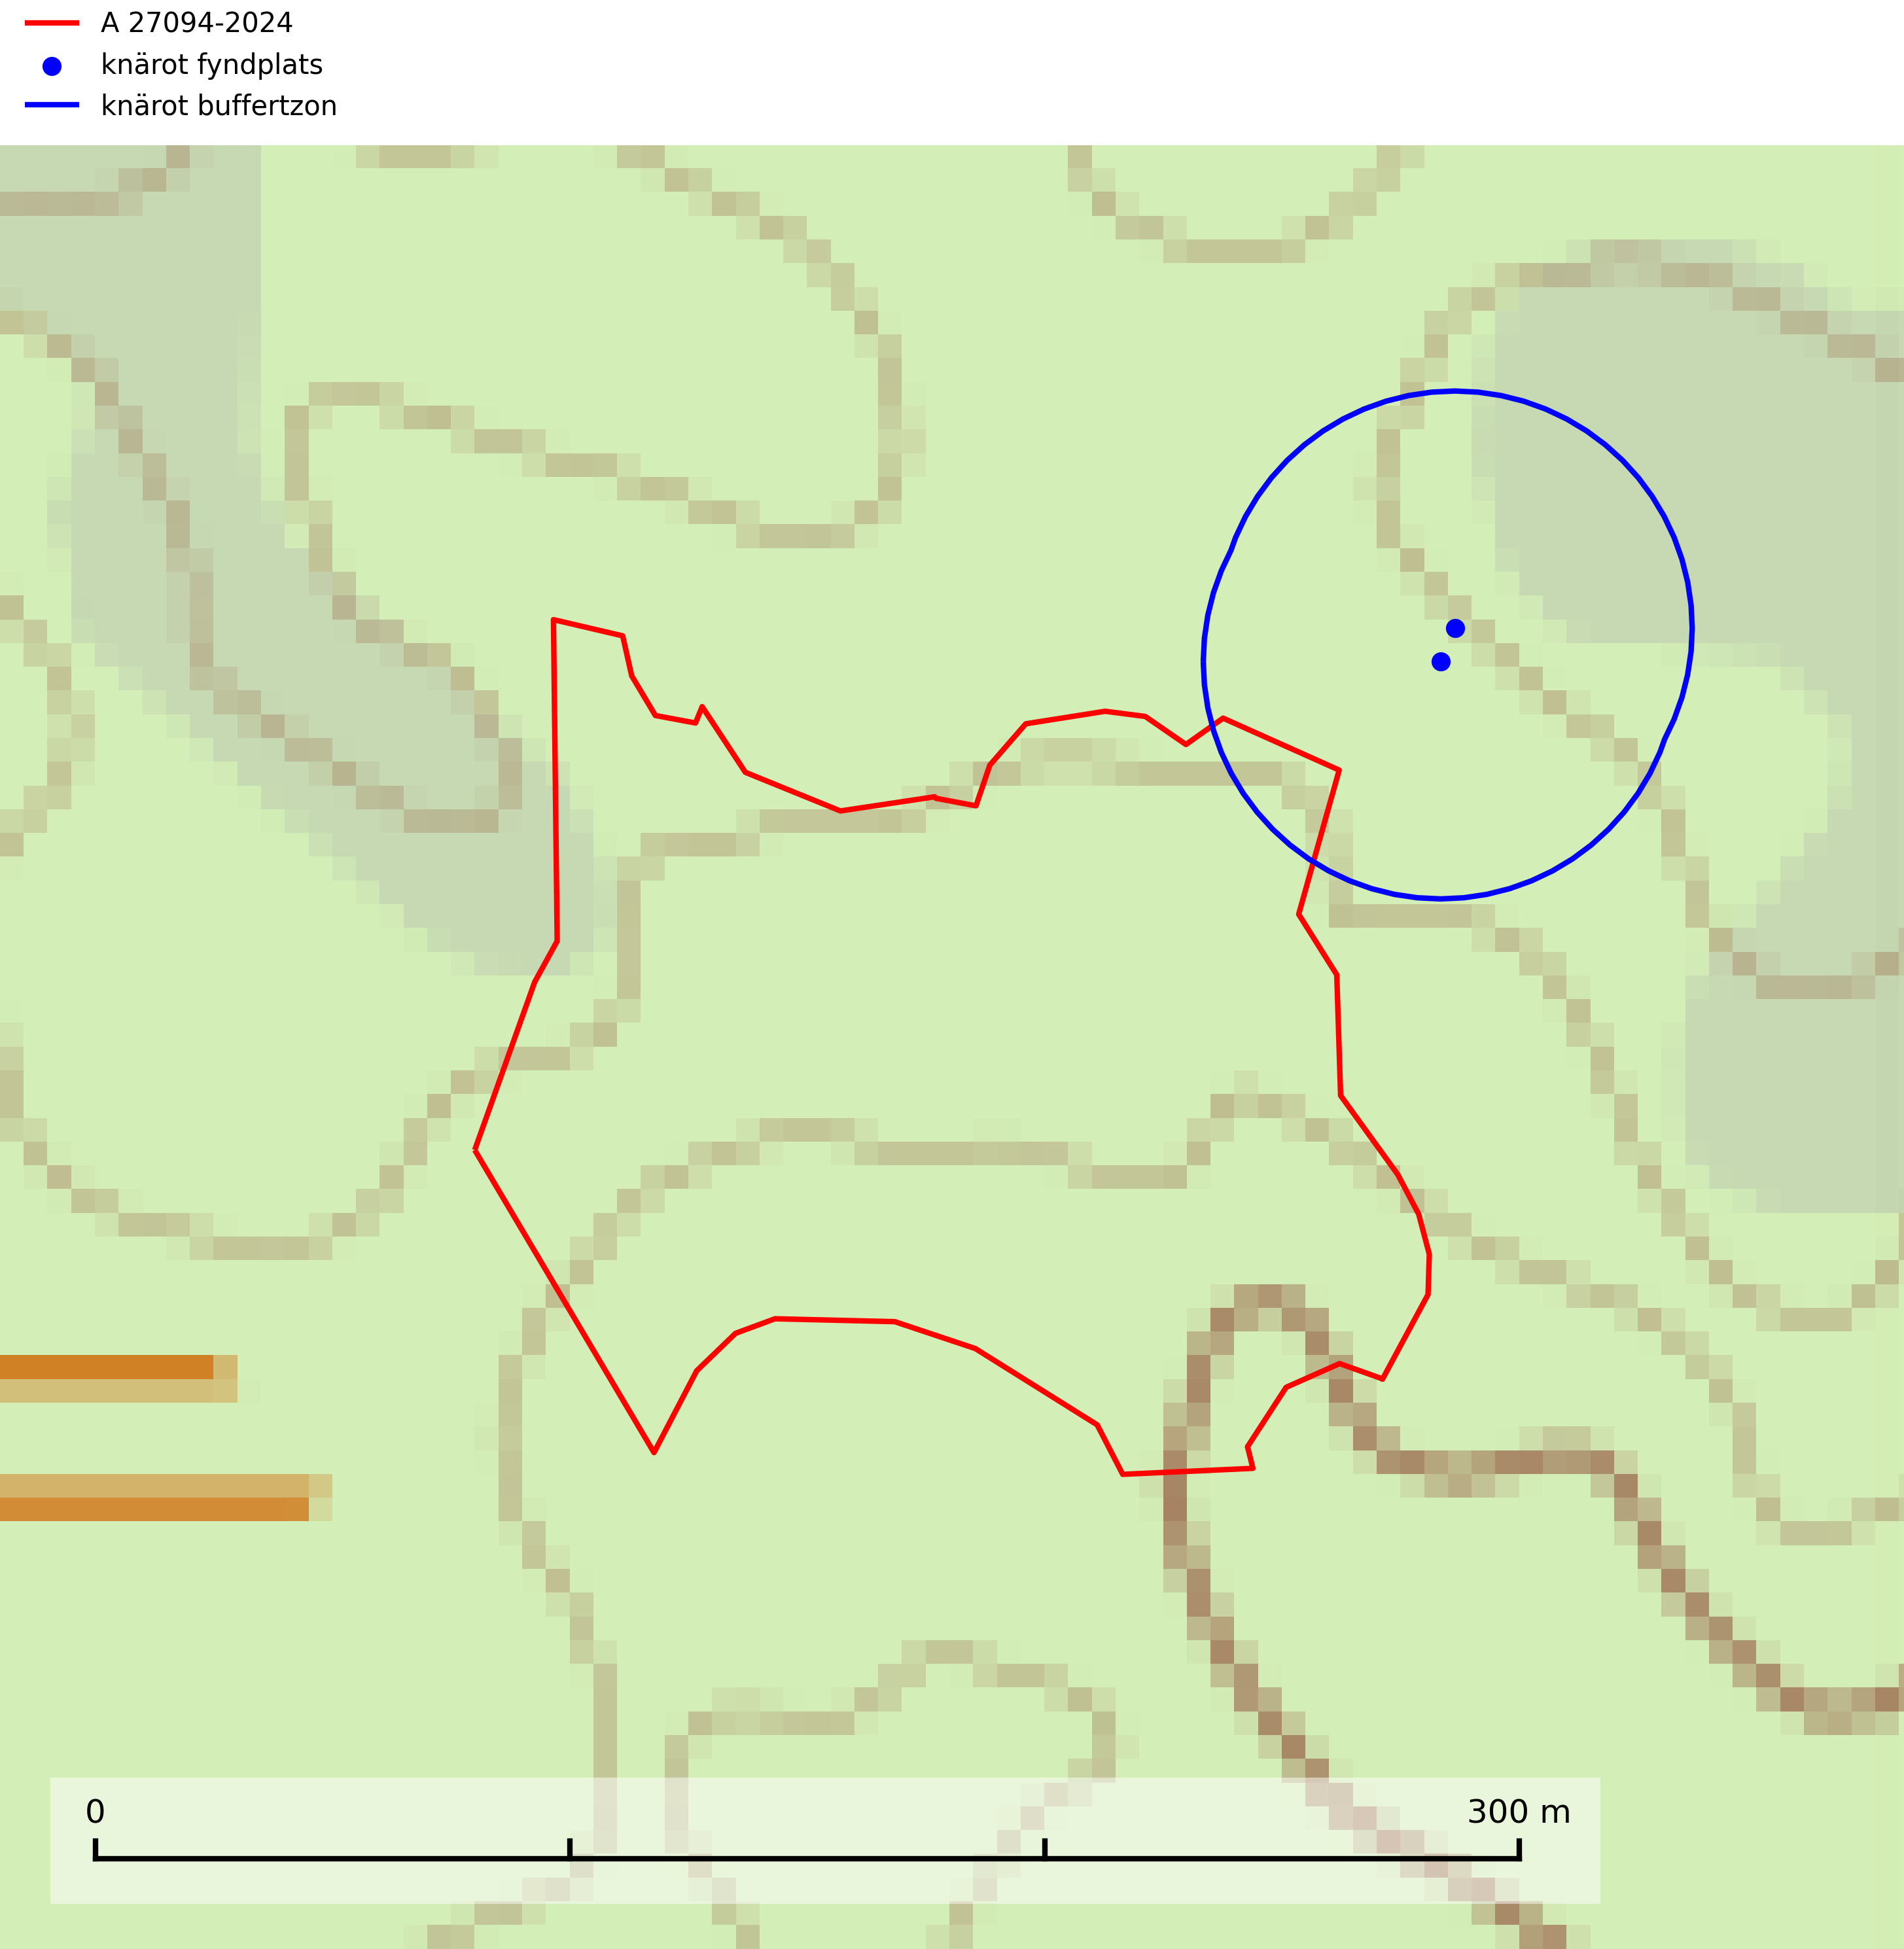 A 27094-2024
knärot fyndplats
knärot buffertzon
0 300 m